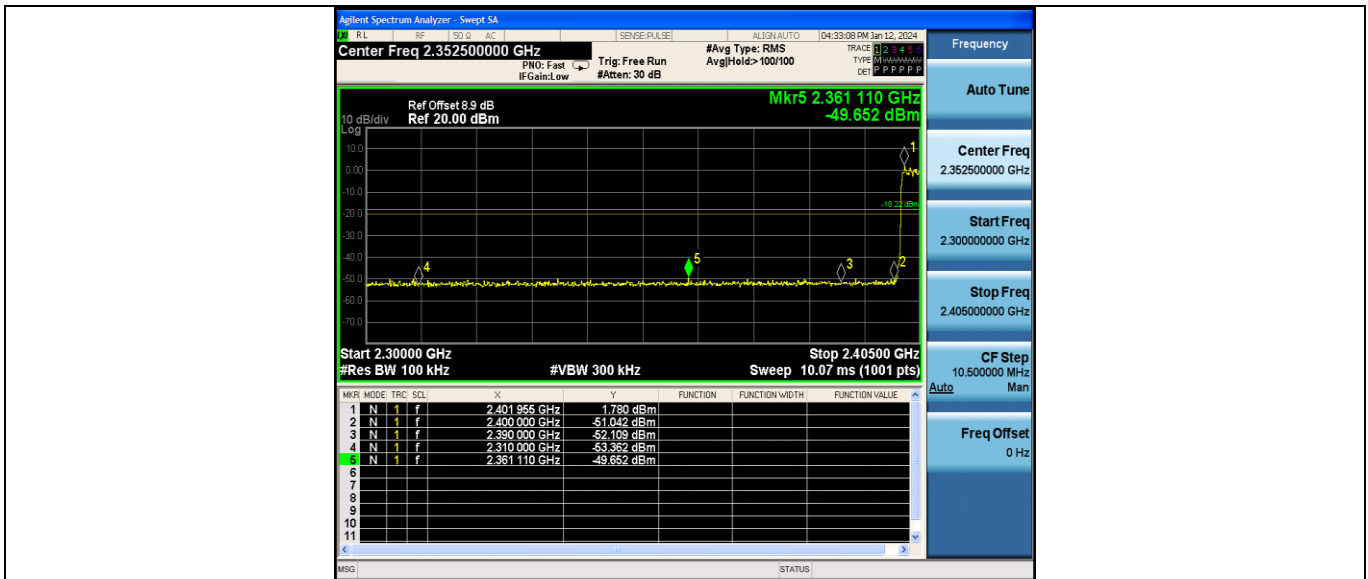 Agilent Spectrum Analyzer - Swept SA
LXI RL RF 50 Ω AC SENSE:PULSE ALIGN AUTO 04:33:08 PM Jan 12, 2024
Center Freq 2.352500000 GHz
PNO: Fast
IFGain:Low
Trig: Free Run
#Atten: 30 dB
#Avg Type: RMS
Avg|Hold:> 100/100
TRACE 1 2 3 4 5 6
TYPE MWWWWW
DET P P P P P P
Mkr5 2.361 110 GHz
-49.652 dBm
Ref Offset 8.9 dB
10 dB/div Ref 20.00 dBm
Log
10.0
0.00
-10.0
-20.0
-30.0
-40.0
-50.0
-60.0
-70.0
-18.22 dBm
1
2
3
4
5
Start 2.30000 GHz Stop 2.40500 GHz
#Res BW 100 kHz #VBW 300 kHz Sweep 10.07 ms (1001 pts)
MKR MODE TRC SCL X Y FUNCTION FUNCTION WIDTH FUNCTION VALUE
1 N 1 f 2.401 955 GHz 1.780 dBm
2 N 1 f 2.400 000 GHz -51.042 dBm
3 N 1 f 2.390 000 GHz -52.109 dBm
4 N 1 f 2.310 000 GHz -53.362 dBm
5 N 1 f 2.361 110 GHz -49.652 dBm
6
7
8
9
10
11
MSG STATUS
Frequency
Auto Tune
Center Freq
2.352500000 GHz
Start Freq
2.300000000 GHz
Stop Freq
2.405000000 GHz
CF Step
10.500000 MHz
Auto Man
Freq Offset
0 Hz